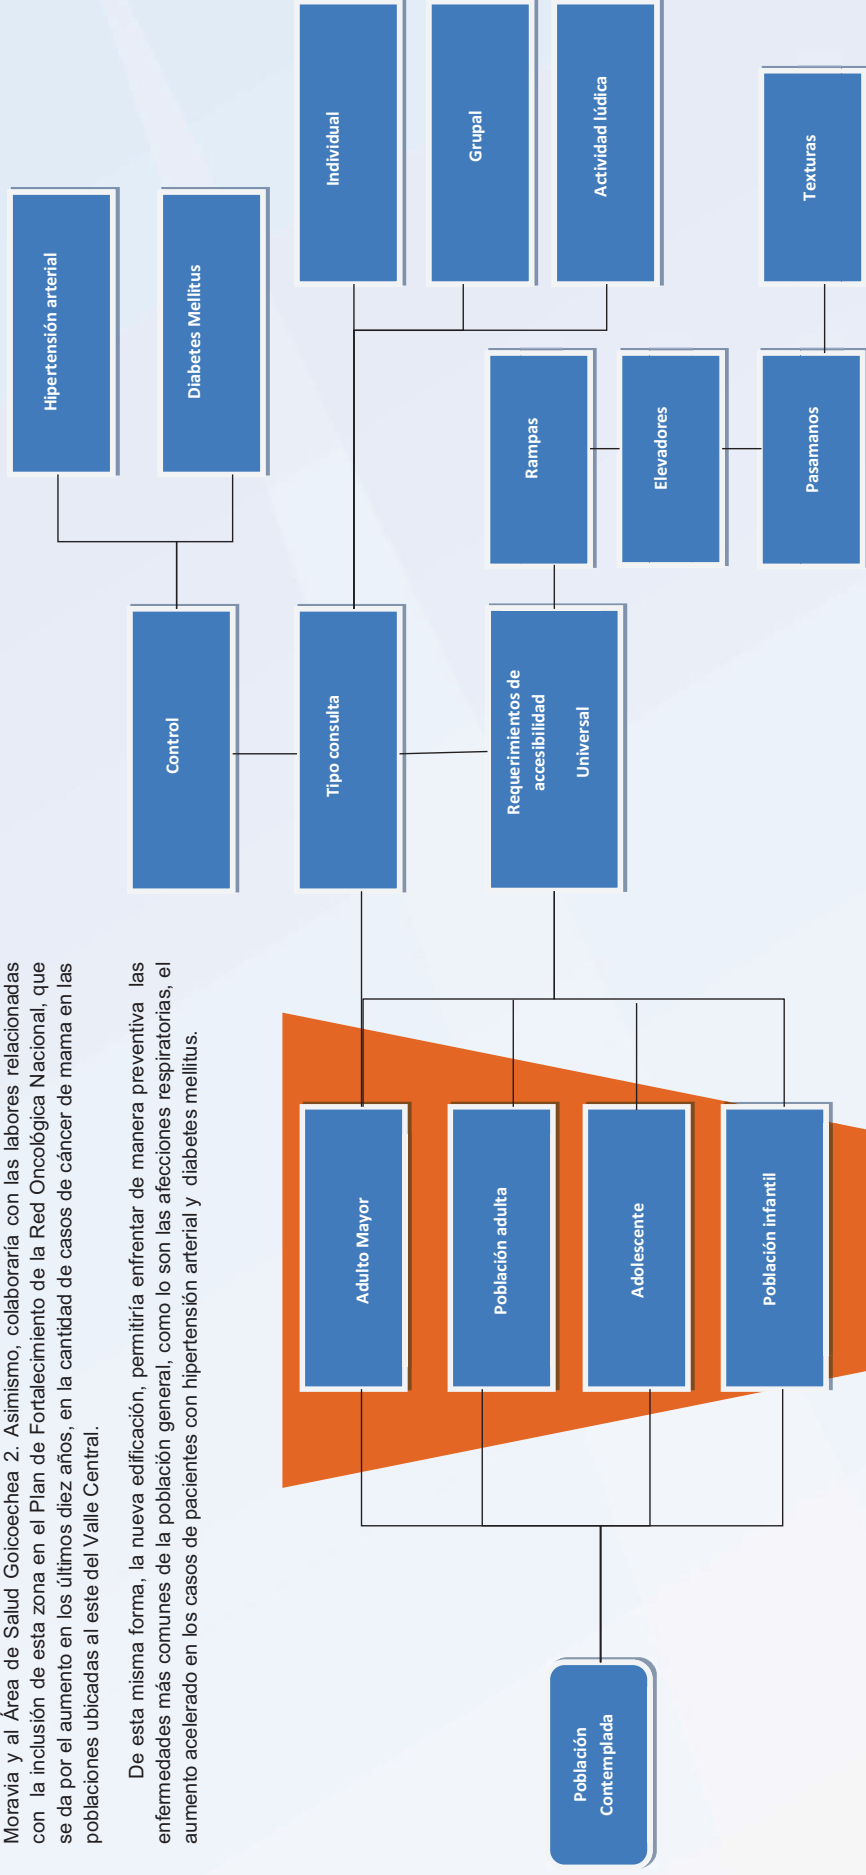 Moravia y al Área de Salud Goicoechea 2. Asimismo, colaboraría con las labores relacionadas
con la inclusión de esta zona en el Plan de Fortalecimiento de la Red Oncológica Nacional, que
se da por el aumento en los últimos diez años, en la cantidad de casos de cáncer de mama en las
poblaciones ubicadas al este del Valle Central.
De esta misma forma, la nueva edificación, permitiría enfrentar de manera preventiva las
enfermedades más comunes de la población general, como lo son las afecciones respiratorias, el
aumento acelerado en los casos de pacientes con hipertensión arterial y diabetes mellitus.
Población
Contemplada
Adulto Mayor
Población adulta
Adolescente
Población infantil
Control
Tipo consulta
Requerimientos de
accesibilidad
Universal
Hipertensión arterial
Diabetes Mellitus
Individual
Grupal
Actividad lúdica
Rampas
Elevadores
Pasamanos
Texturas